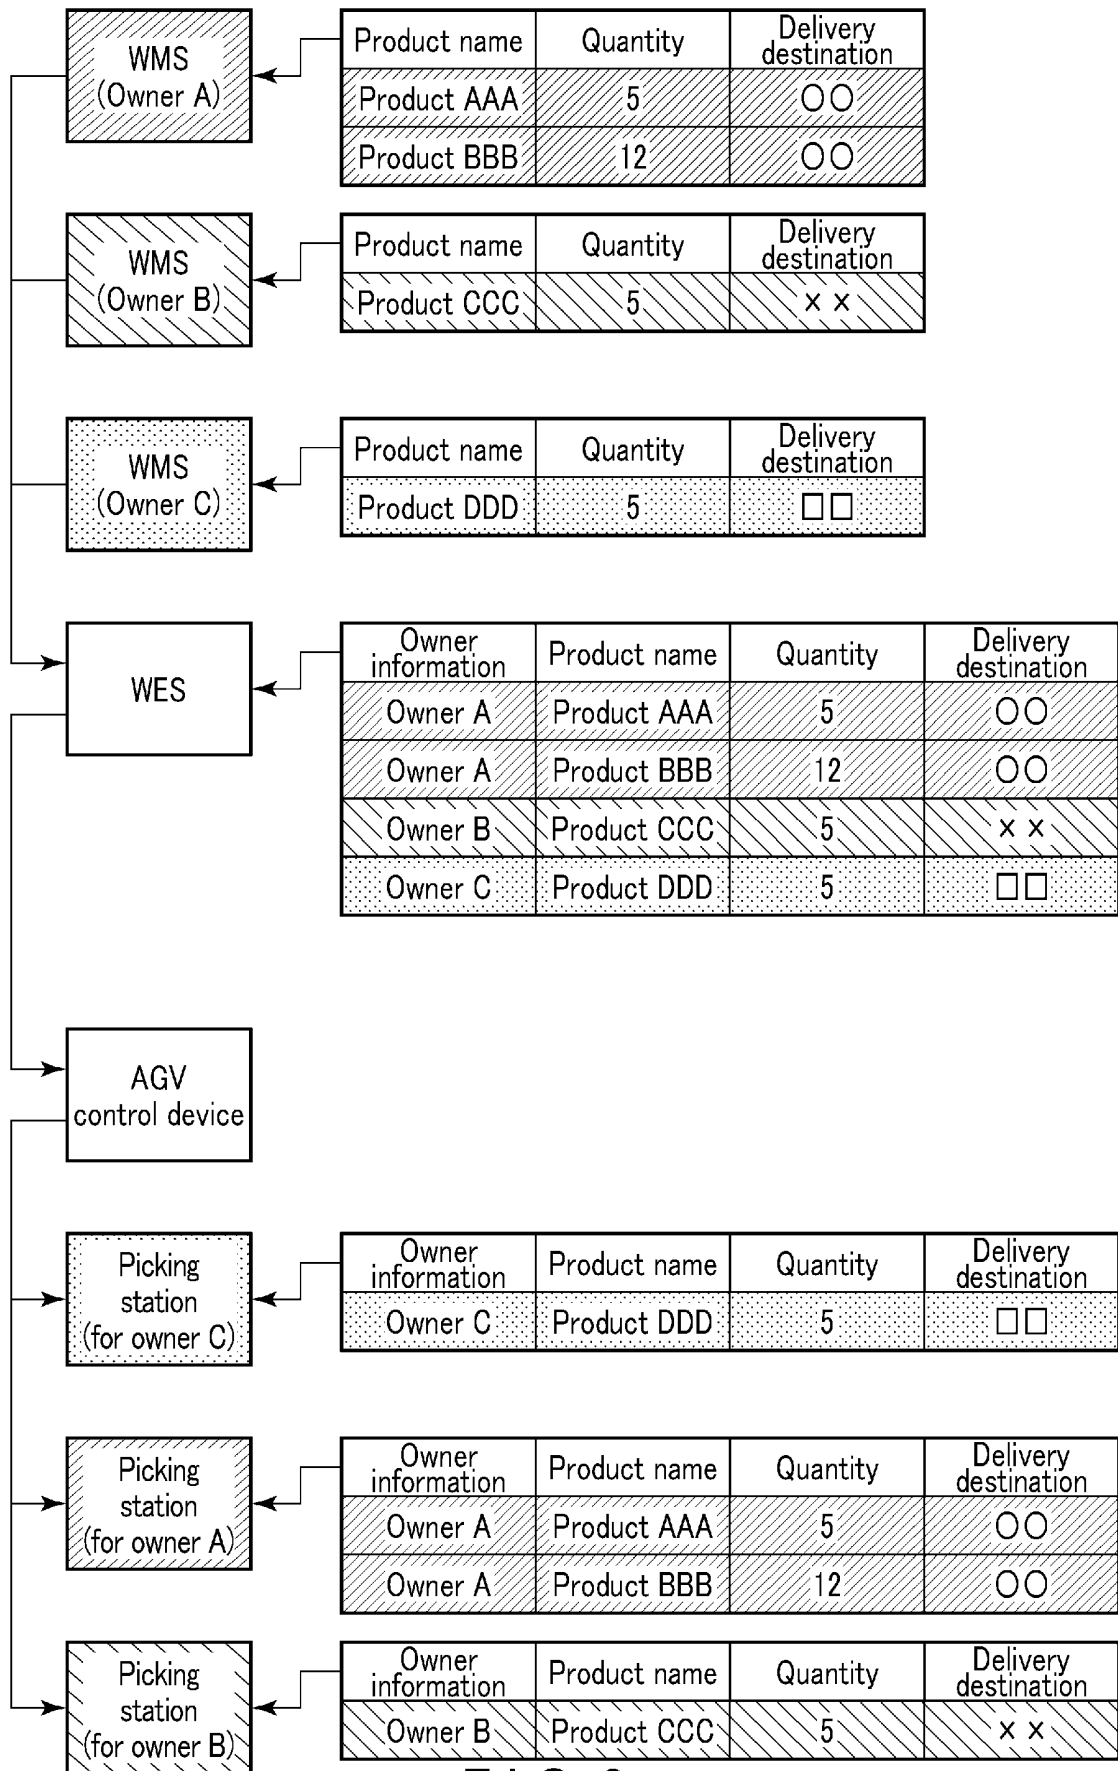 WMS
(Owner A)
Product name Quantity Delivery destination
Product AAA 5 ○○
Product BBB 12 ○○
WMS
(Owner B)
Product name Quantity Delivery destination
Product CCC 5 × ×
WMS
(Owner C)
Product name Quantity Delivery destination
Product DDD 5 □□
WES
Owner information Product name Quantity Delivery destination
Owner A Product AAA 5 ○○
Owner A Product BBB 12 ○○
Owner B Product CCC 5 × ×
Owner C Product DDD 5 □□
AGV
control device
Picking
station
(for owner C)
Owner information Product name Quantity Delivery destination
Owner C Product DDD 5 □□
Picking
station
(for owner A)
Owner information Product name Quantity Delivery destination
Owner A Product AAA 5 ○○
Owner A Product BBB 12 ○○
Picking
station
(for owner B)
Owner information Product name Quantity Delivery destination
Owner B Product CCC 5 × ×